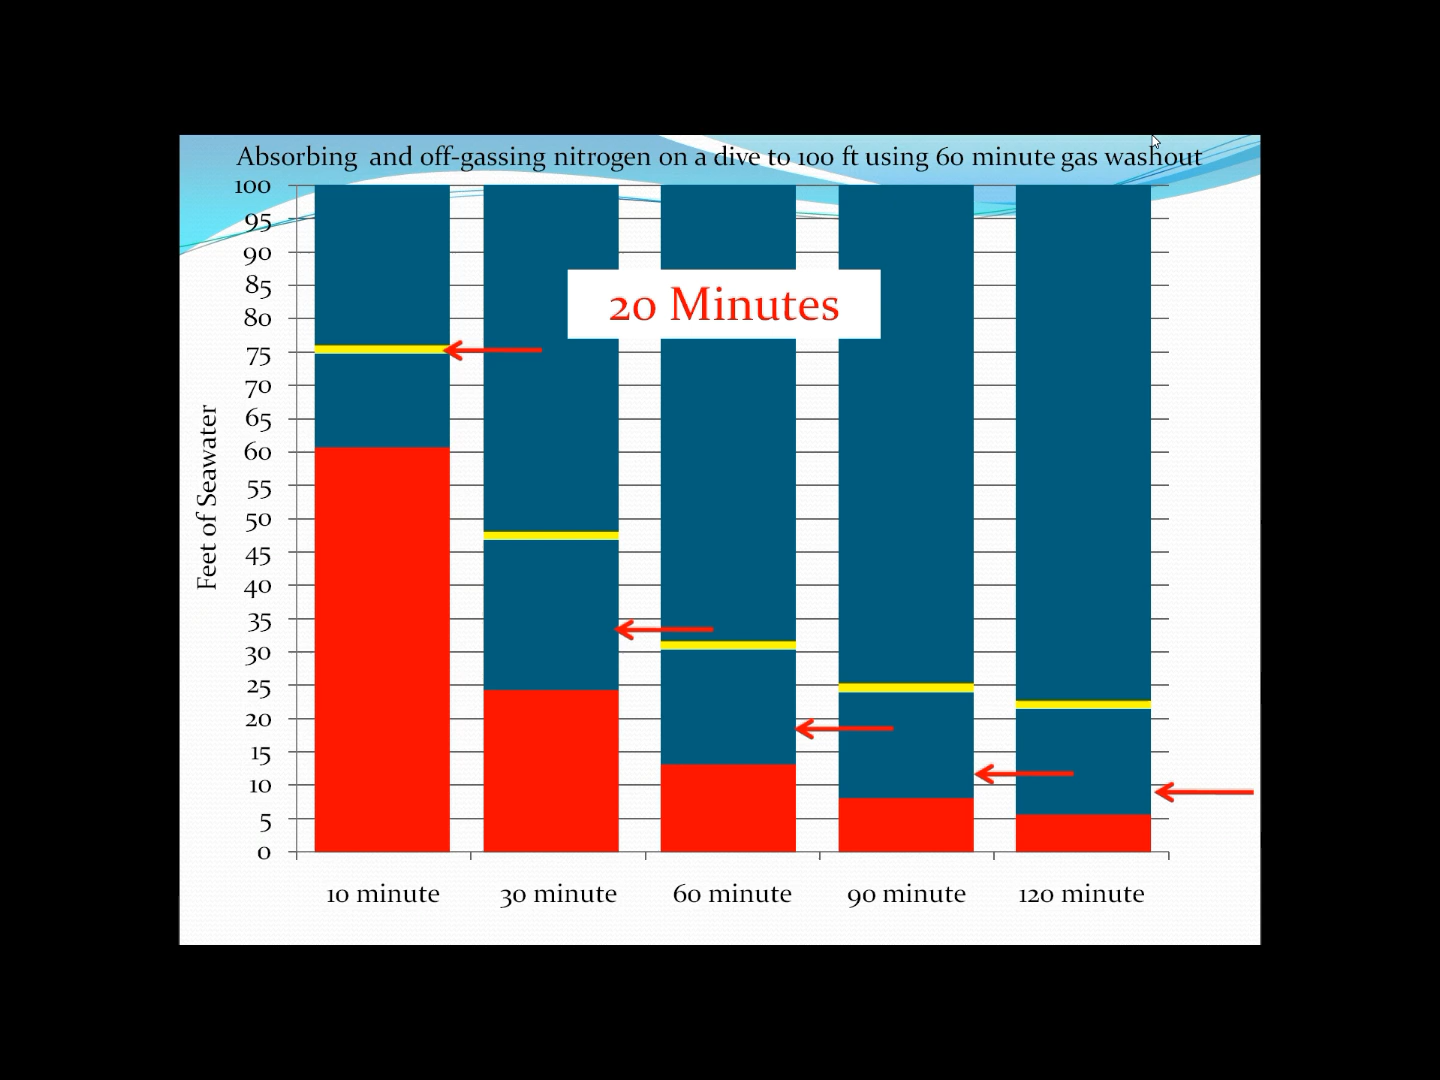 Absorbing and off-gassing nitrogen on a dive to 100 ft using 60 minute gas washout
100
95
90
85
80
75
70
65
60
55
50
45
40
35
30
25
20
15
10
5
0
Feet of Seawater
20 Minutes
10 minute
30 minute
60 minute
90 minute
120 minute